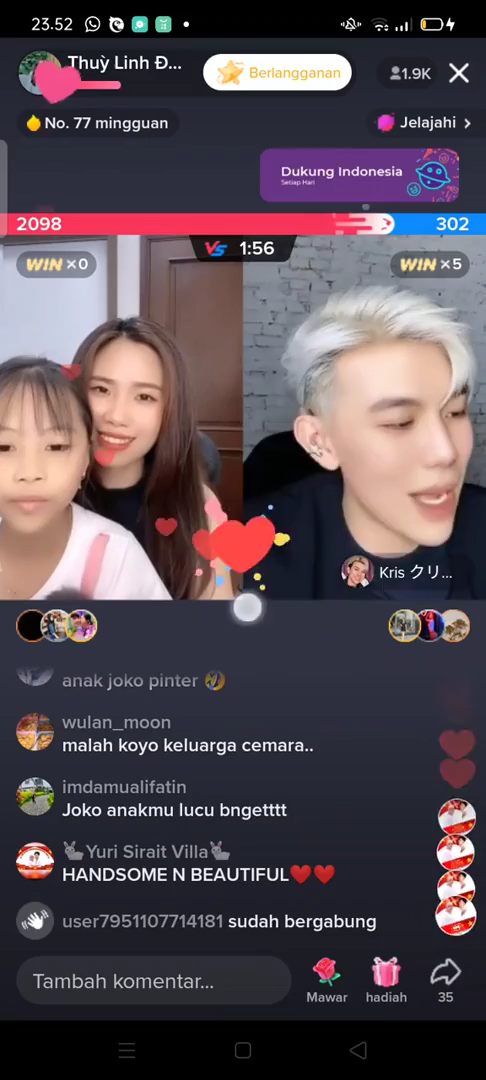 23.52
Thuỳ Linh Đ...
Berlangganan
1.9K
No. 77 mingguan
Jelajahi >
Dukung Indonesia
Setiap Hari
2098
302
VS 1:56
WIN ×0
WIN ×5
Kris クリ...
anak joko pinter 🤣
wulan_moon
malah koyo keluarga cemara..
imdamualifatin
Joko anakmu lucu bngetttt
🐇Yuri Sirait Villa🐇
HANDSOME N BEAUTIFUL❤️❤️
user7951107714181 sudah bergabung
Tambah komentar...
Mawar
hadiah
35